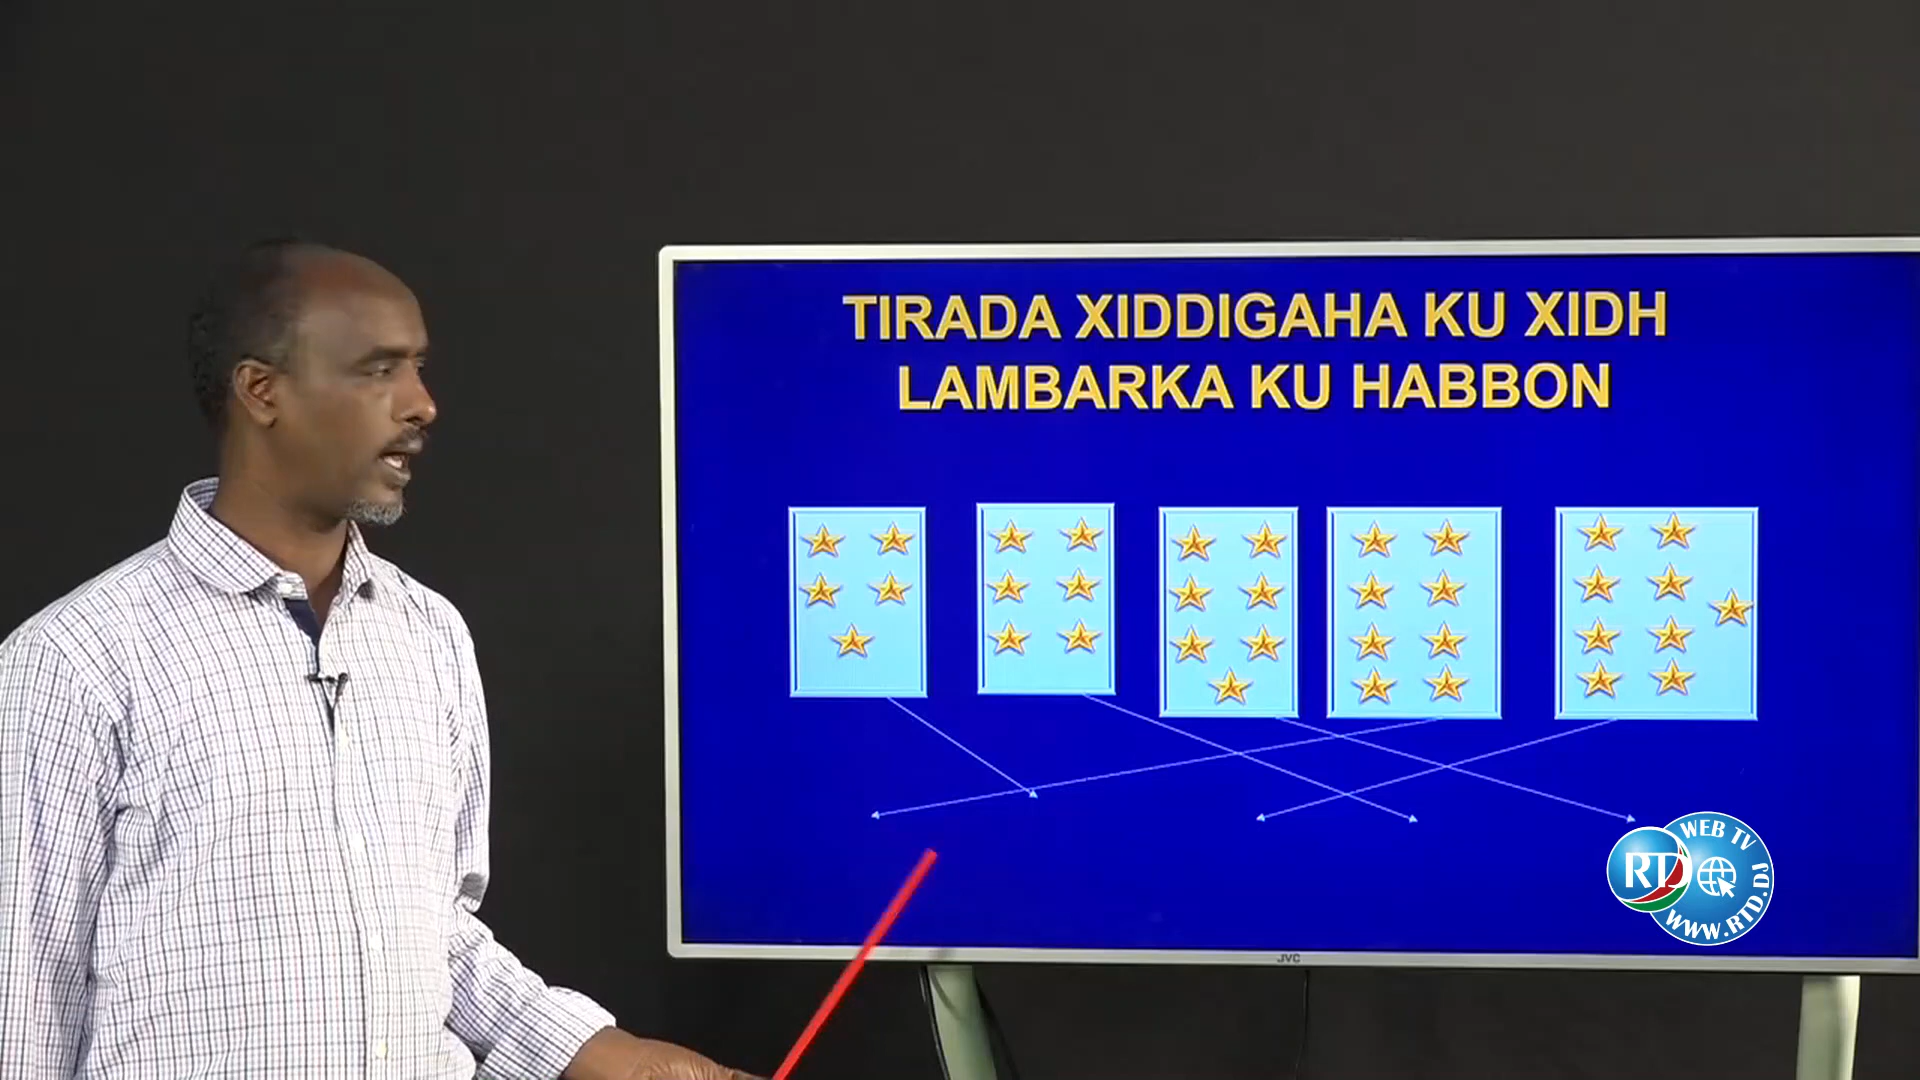 TIRADA XIDDIGAHA KU XIDH
LAMBARKA KU HABBON
WEB TV
RTD
WWW.RTD.DJ
JVC